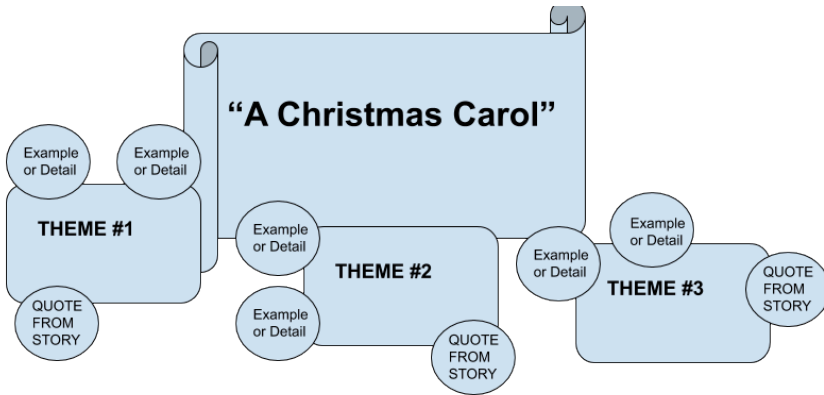 “A Christmas Carol”
Example
or Detail
Example
or Detail
THEME #1
QUOTE
FROM
STORY
Example
or Detail
THEME #2
Example
or Detail
QUOTE
FROM
STORY
Example
or Detail
Example
or Detail
THEME #3
QUOTE
FROM
STORY